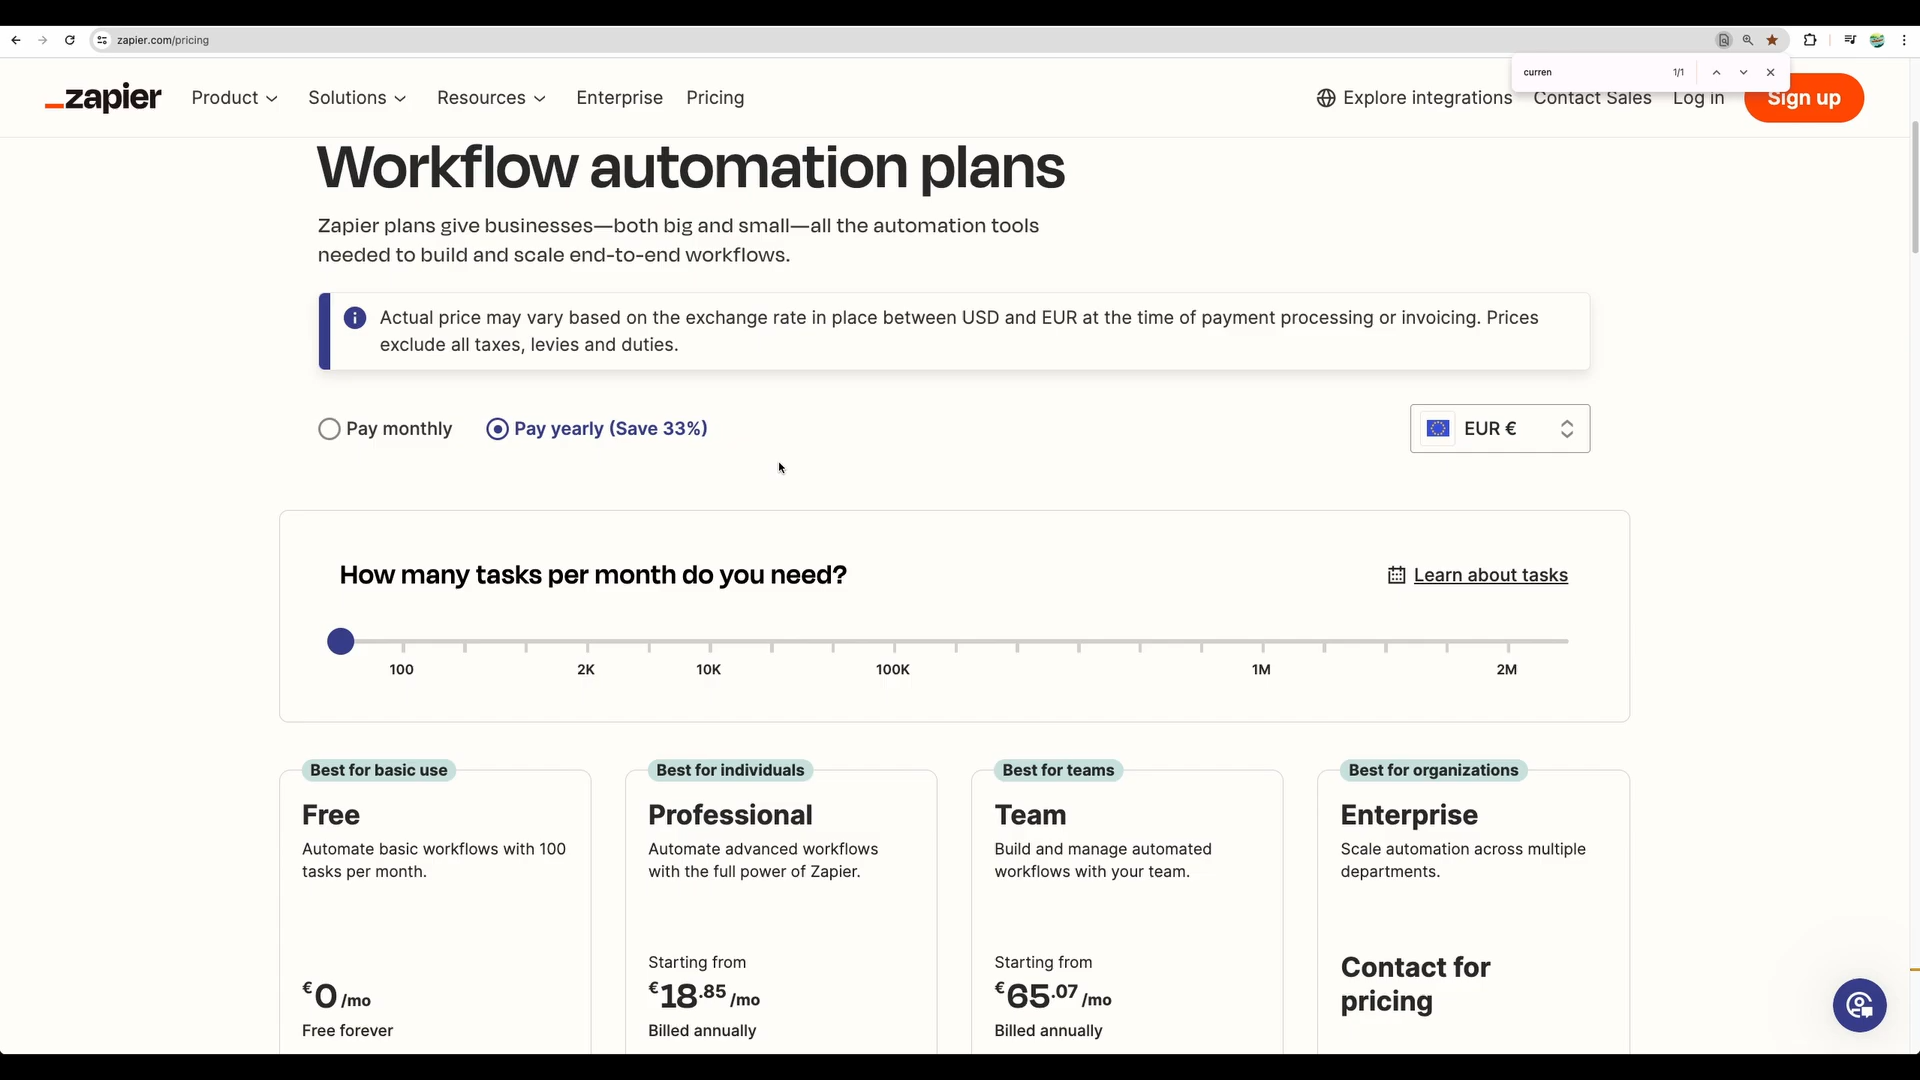 zapier.com/pricing
curren
1/1
zapier
Product
Solutions
Resources
Enterprise
Pricing
Explore integrations
Contact Sales
Log in
Sign up
Workflow automation plans
Zapier plans give businesses—both big and small—all the automation tools
needed to build and scale end-to-end workflows.
Actual price may vary based on the exchange rate in place between USD and EUR at the time of payment processing or invoicing. Prices
exclude all taxes, levies and duties.
Pay monthly
Pay yearly (Save 33%)
EUR €
How many tasks per month do you need?
Learn about tasks
100
2K
10K
100K
1M
2M
Best for basic use
Free
Automate basic workflows with 100
tasks per month.
€0 /mo
Free forever
Best for individuals
Professional
Automate advanced workflows
with the full power of Zapier.
Starting from
€18.85 /mo
Billed annually
Best for teams
Team
Build and manage automated
workflows with your team.
Starting from
€65.07 /mo
Billed annually
Best for organizations
Enterprise
Scale automation across multiple
departments.
Contact for
pricing